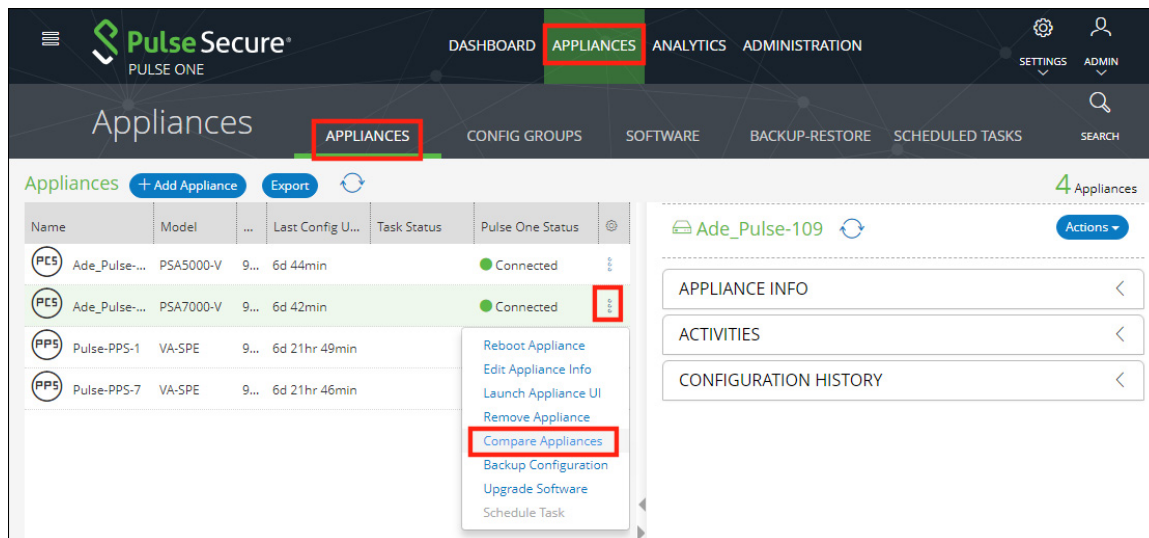 Pulse Secure
PULSE ONE
DASHBOARD APPLIANCES ANALYTICS ADMINISTRATION
SETTINGS ADMIN
Appliances
APPLIANCES CONFIG GROUPS SOFTWARE BACKUP-RESTORE SCHEDULED TASKS
SEARCH
Appliances + Add Appliance Export 4 Appliances
Name Model ... Last Config U... Task Status Pulse One Status
PCS Ade_Pulse-... PSA5000-V 9... 6d 44min Connected
PCS Ade_Pulse-... PSA7000-V 9... 6d 42min Connected
PPS Pulse-PPS-1 VA-SPE 9... 6d 21hr 49min
PPS Pulse-PPS-7 VA-SPE 9... 6d 21hr 46min
Reboot Appliance
Edit Appliance Info
Launch Appliance UI
Remove Appliance
Compare Appliances
Backup Configuration
Upgrade Software
Schedule Task
Ade_Pulse-109 Actions
APPLIANCE INFO
ACTIVITIES
CONFIGURATION HISTORY